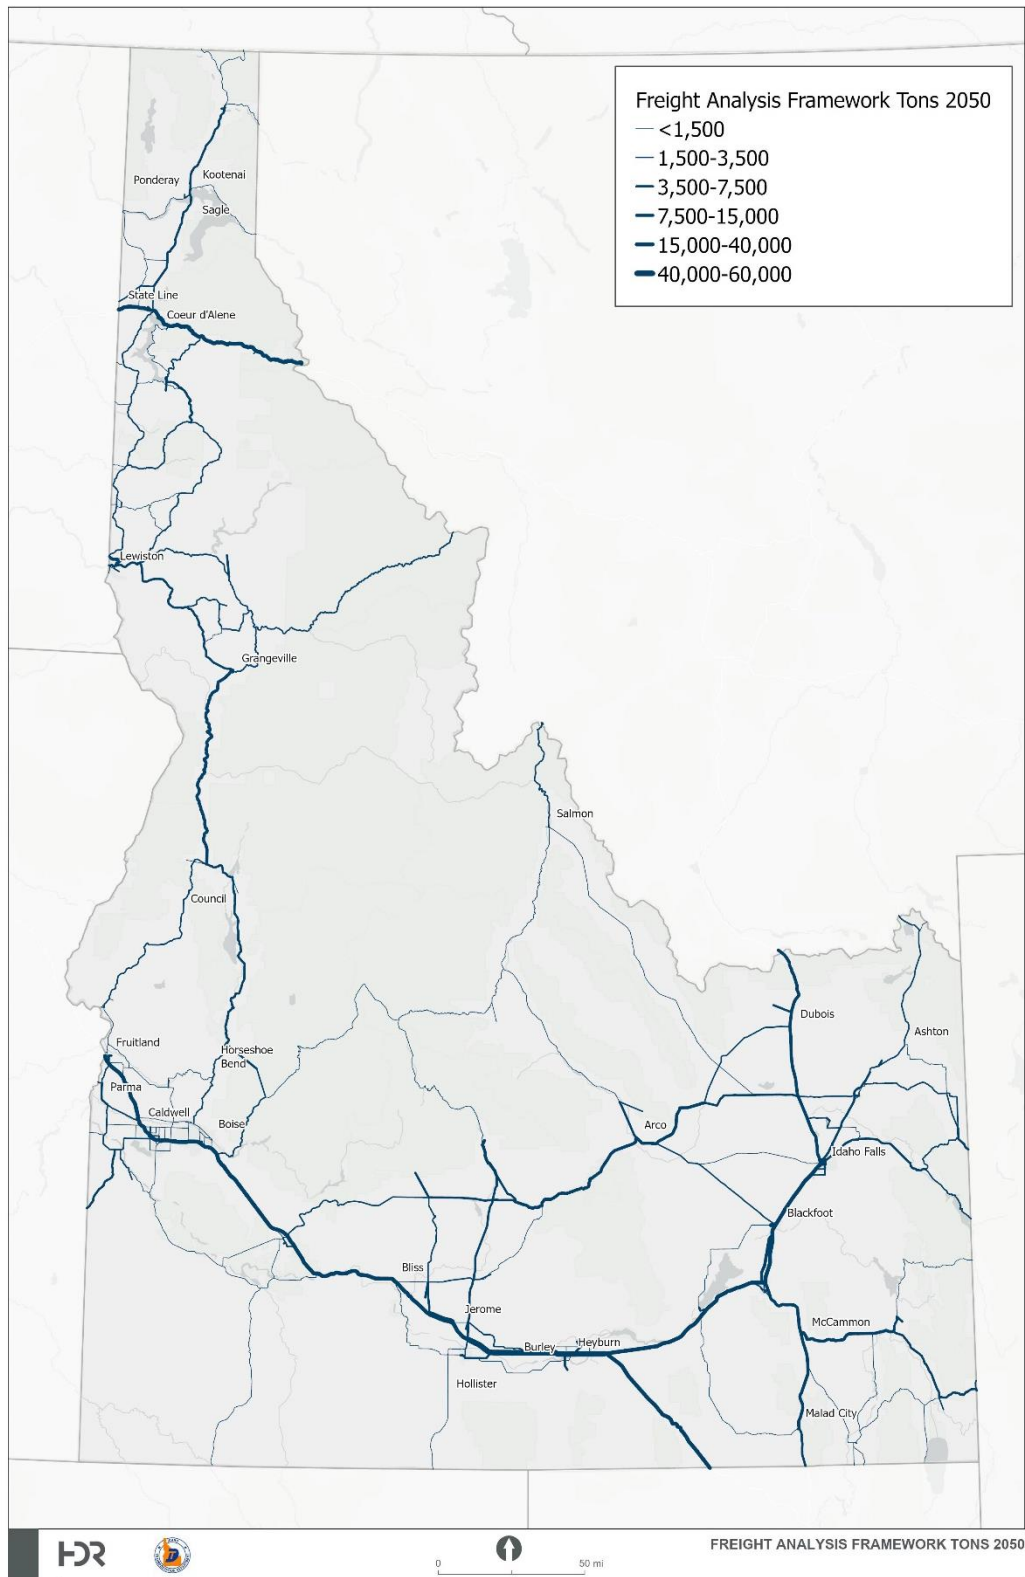 Freight Analysis Framework Tons 2050
<1,500
1,500-3,500
3,500-7,500
7,500-15,000
15,000-40,000
40,000-60,000
Ponderay
Kootenai
Sagle
State Line
Coeur d'Alene
Lewiston
Grangeville
Salmon
Council
Dubois
Ashton
Fruitland
Horseshoe
Bend
Parma
Caldwell
Boise
Arco
Idaho Falls
Blackfoot
Bliss
Jerome
McCammon
Burley
Heyburn
Hollister
Malad City
HDR
0
50 mi
FREIGHT ANALYSIS FRAMEWORK TONS 2050